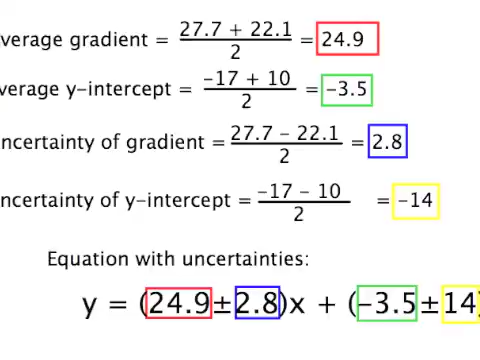 verage gradient = 27.7 + 22.1 / 2 = 24.9
verage y-intercept = -17 + 10 / 2 = -3.5
ncertainty of gradient = 27.7 - 22.1 / 2 = 2.8
ncertainty of y-intercept = -17 - 10 / 2 = -14
Equation with uncertainties:
y = (24.9±2.8)x + (-3.5±14)